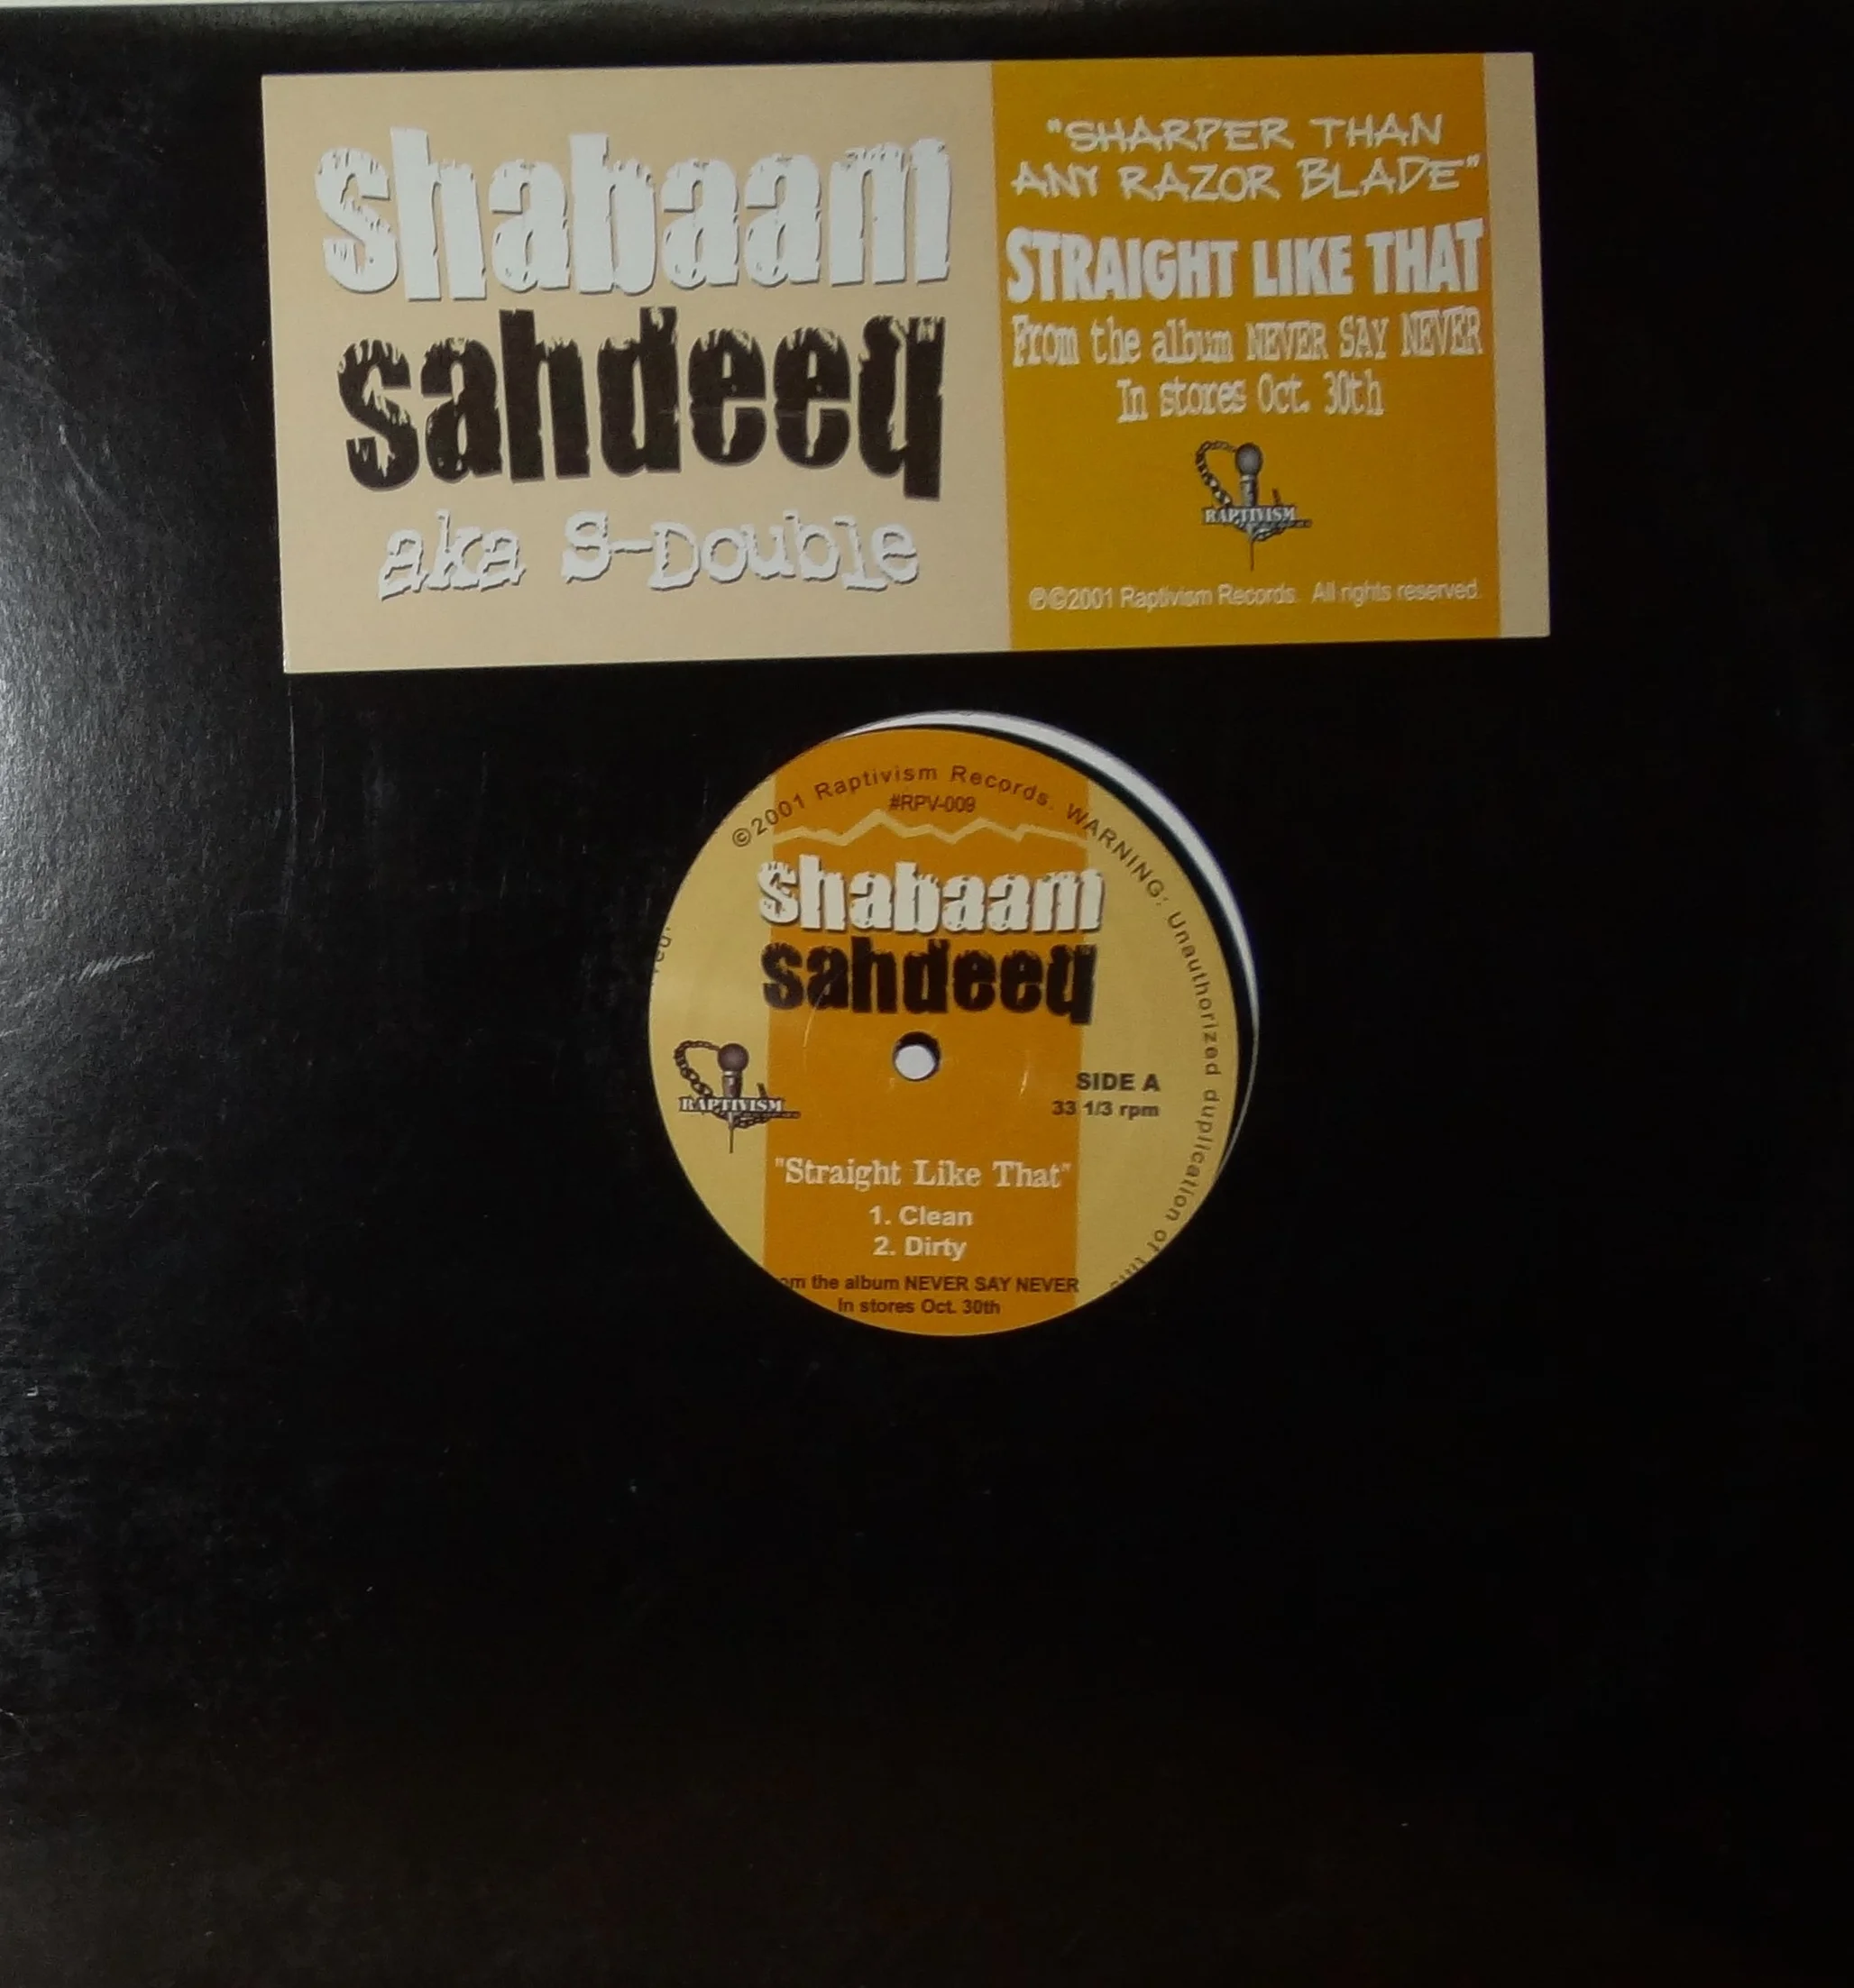 shabaam
sahdeeq
aka S-Double
"SHARPER THAN
ANY RAZOR BLADE"
STRAIGHT LIKE THAT
From the album NEVER SAY NEVER
In stores Oct. 30th
RAPTIVISM
℗©2001 Raptivism Records. All rights reserved.
©2001 Raptivism Records. WARNING: Unauthorized duplication of
#RPV-009
shabaam
sahdeeq
RAPTIVISM
SIDE A
33 1/3 rpm
"Straight Like That"
1. Clean
2. Dirty
om the album NEVER SAY NEVER
In stores Oct. 30th